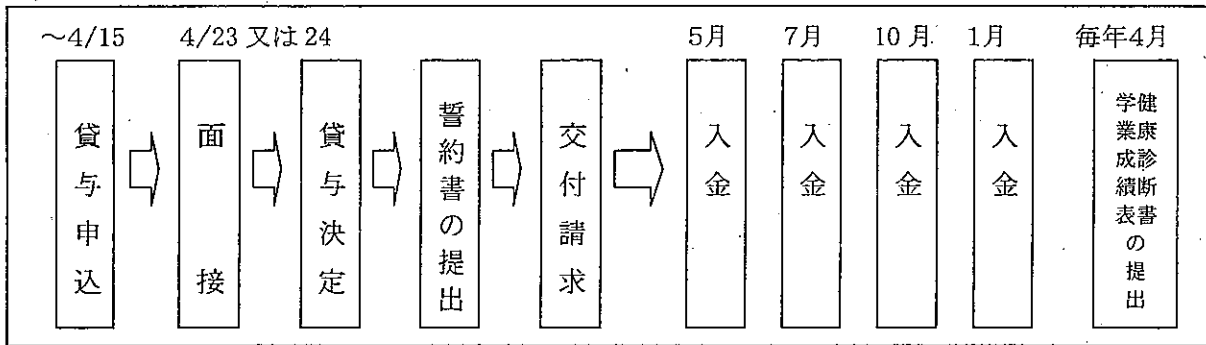 ～4/15
4/23 又は 24
5月
7月
10 月
1月
毎年4月
貸与申込
面接
貸与決定
誓約書の提出
交付請求
入金
入金
入金
入金
健康診断書
学業成績表
の提出